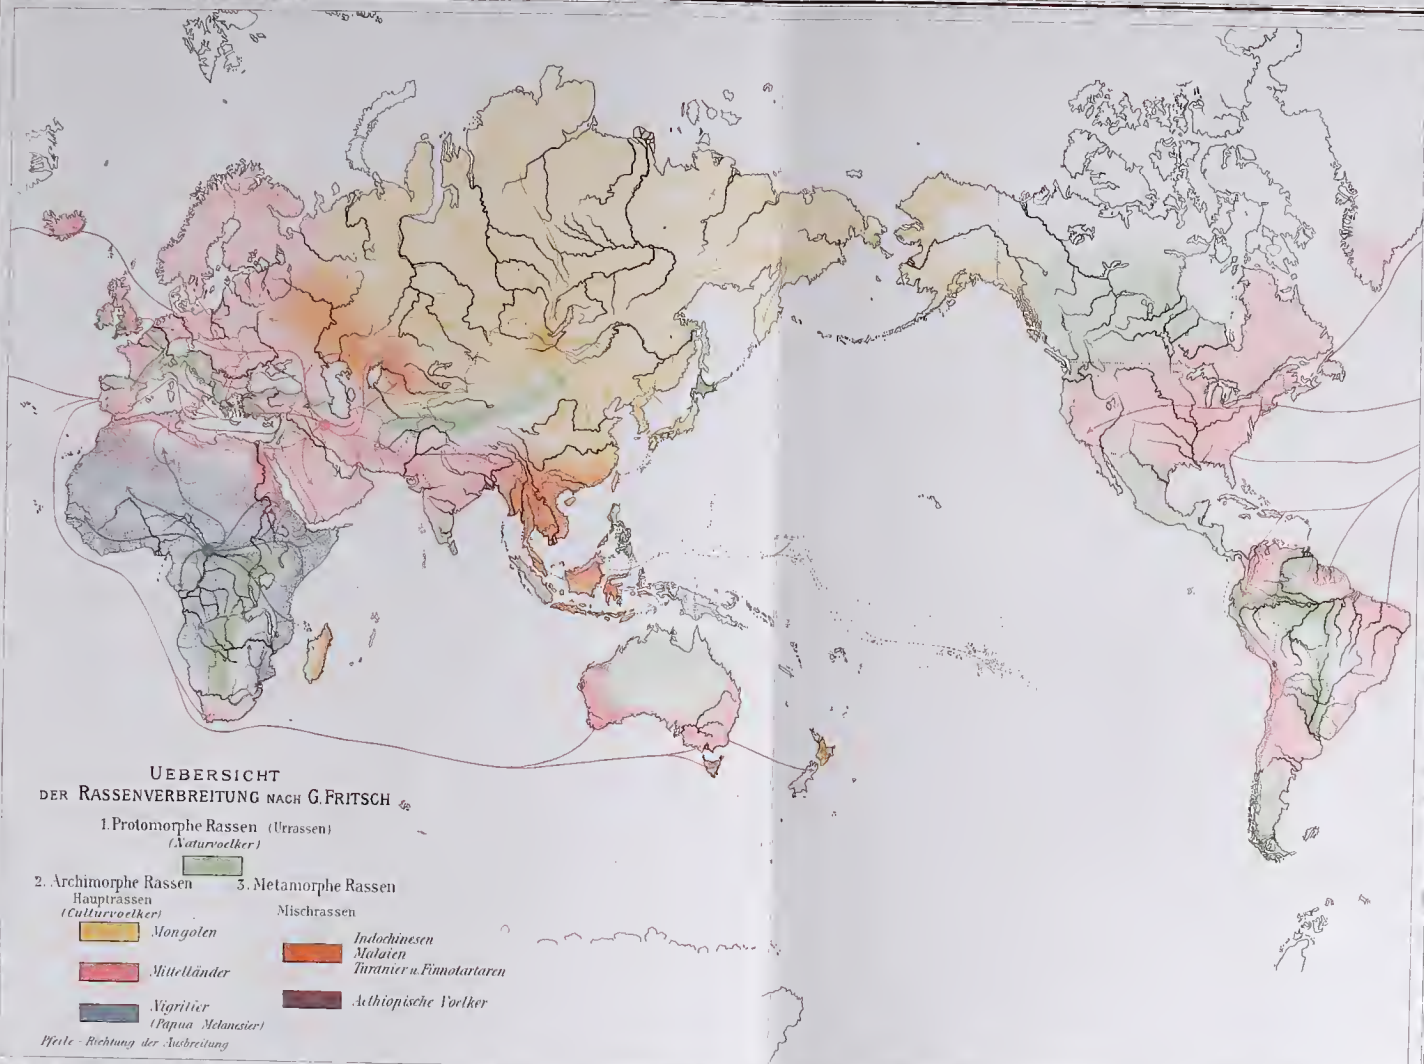 UEBERSICHT
DER RASSENVERBREITUNG NACH G. FRITSCH
1. Protomorphe Rassen (Urrassen)
(Naturvoelker)
2. Archimorphe Rassen
Hauptrassen
(Culturvoelker)
Mongolen
Mittelländer
Nigritier
(Papua Melanesier)
3. Metamorphe Rassen
Mischrassen
Indochinesen
Malaien
Turanier u. Finnotartaren
Aethiopische Voelker
Pfeile - Richtung der Ausbreitung